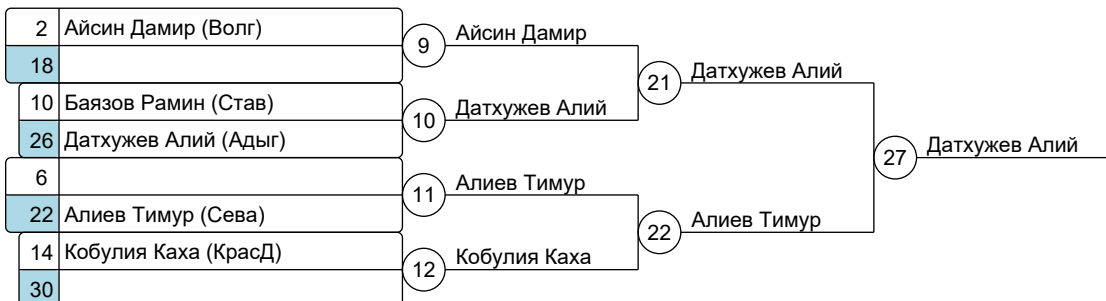 2 Айсин Дамир (Волг)
18
9 Айсин Дамир
10 Баязов Рамин (Став)
26 Датхужев Алий (Адыг)
10 Датхужев Алий
21 Датхужев Алий
6
22 Алиев Тимур (Сева)
11 Алиев Тимур
14 Кобулия Каха (КрасД)
30
12 Кобулия Каха
22 Алиев Тимур
27 Датхужев Алий